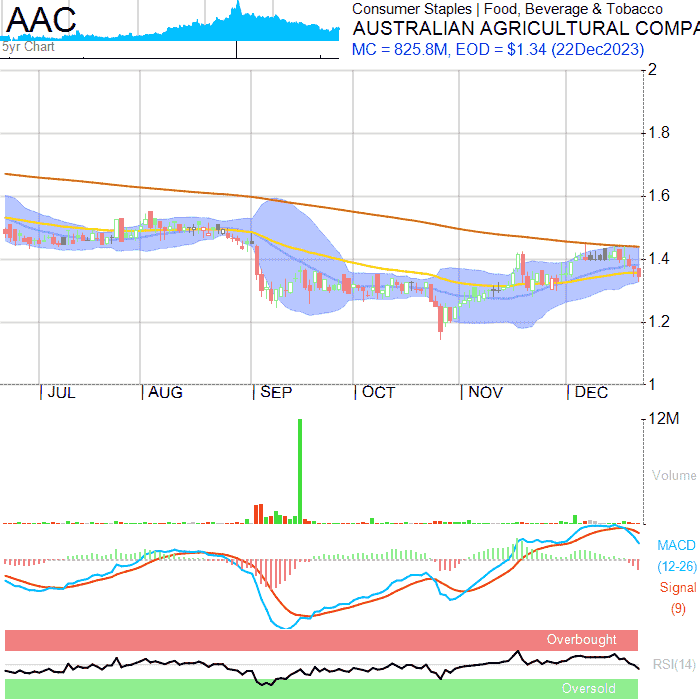 AAC
5yr Chart
Consumer Staples | Food, Beverage & Tobacco
AUSTRALIAN AGRICULTURAL COMPA
MC = 825.8M, EOD = $1.34 (22Dec2023)
2
1.8
1.6
1.4
1.2
1
JUL AUG SEP OCT NOV DEC
12M
Volume
MACD
(12-26)
Signal
(9)
Overbought
RSI(14)
Oversold